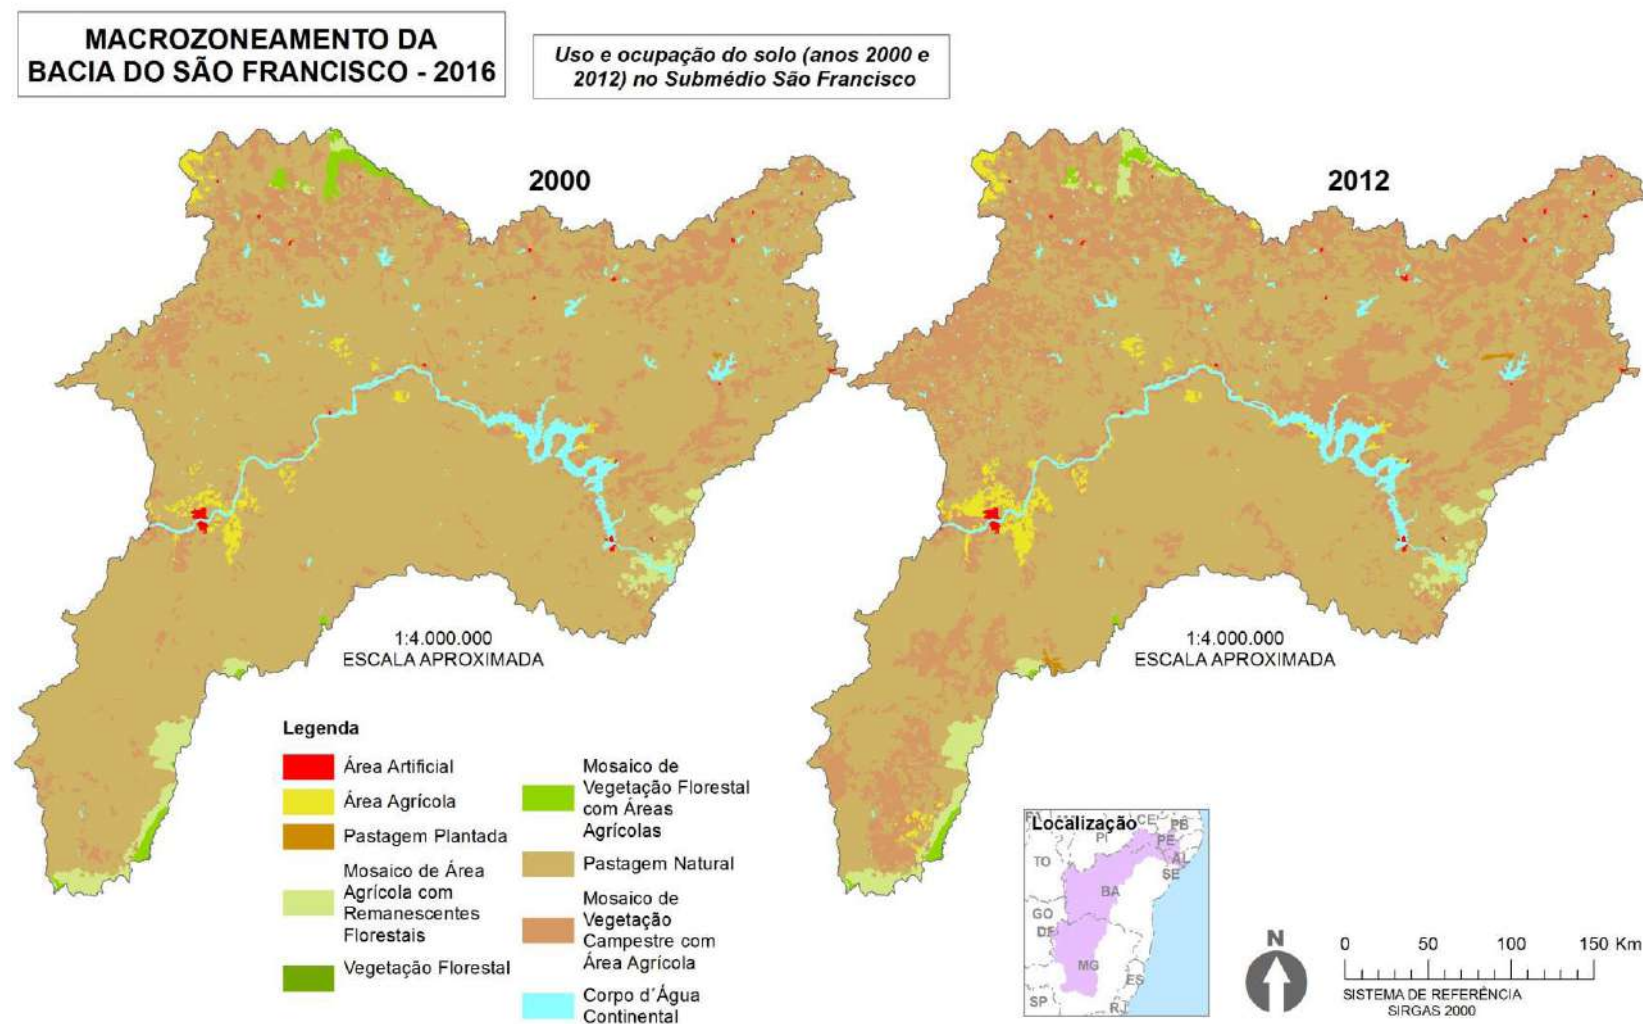 MACROZONEAMENTO DA
BACIA DO SÃO FRANCISCO - 2016
Uso e ocupação do solo (anos 2000 e
2012) no Submédio São Francisco
2000
2012
1:4.000.000
ESCALA APROXIMADA
1:4.000.000
ESCALA APROXIMADA
Legenda
Área Artificial
Área Agrícola
Pastagem Plantada
Mosaico de Área
Agrícola com
Remanescentes
Florestais
Vegetação Florestal
Mosaico de
Vegetação Florestal
com Áreas
Agrícolas
Pastagem Natural
Mosaico de
Vegetação
Campestre com
Área Agrícola
Corpo d´Água
Continental
Localização
CE
PB
PI
PE
TO
AL
SE
BA
GO
DF
MG
ES
SP
RJ
N
0 50 100 150 Km
SISTEMA DE REFERÊNCIA
SIRGAS 2000